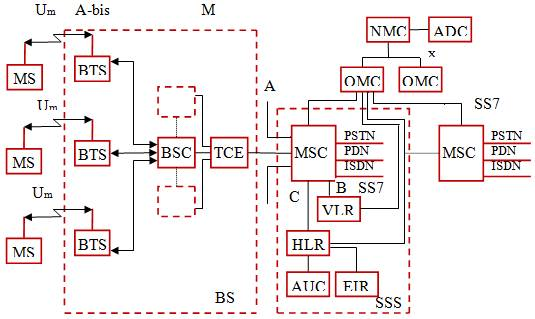 Um A-bis M
NMC ADC
x
MS BTS OMC OMC
A SS7
Um
MS BTS BSC TCE MSC PSTN MSC PSTN
PDN PDN
ISDN ISDN
Um C B SS7
VLR
MS BTS HLR
AUC EIR
BS SSS